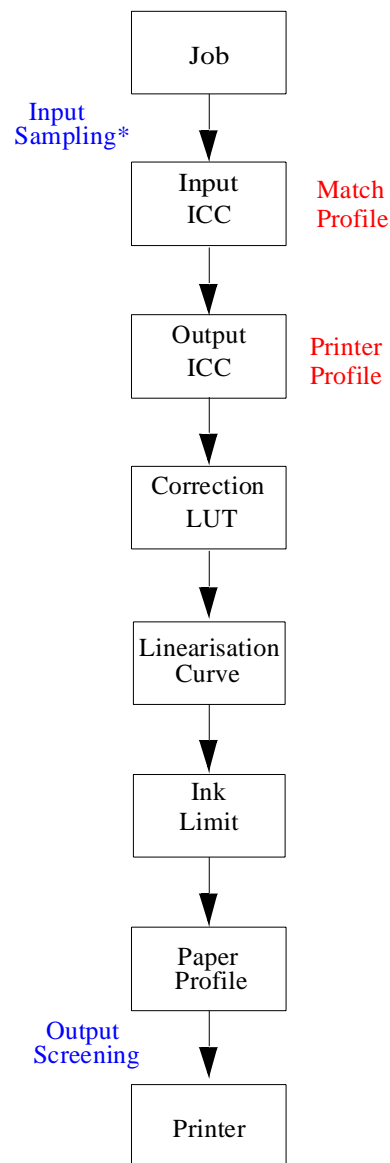 Job
Input
Sampling*
Input
ICC
Match
Profile
Output
ICC
Printer
Profile
Correction
LUT
Linearisation
Curve
Ink
Limit
Paper
Profile
Output
Screening
Printer